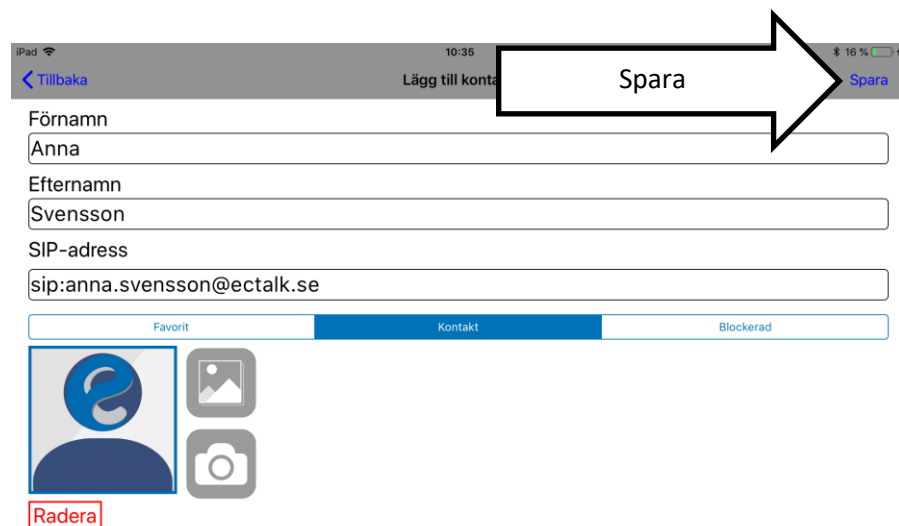 iPad 10:35 16 %
Tillbaka Lägg till konta Spara Spara
Förnamn
Anna
Efternamn
Svensson
SIP-adress
sip:anna.svensson@ectalk.se
Favorit Kontakt Blockerad
Radera